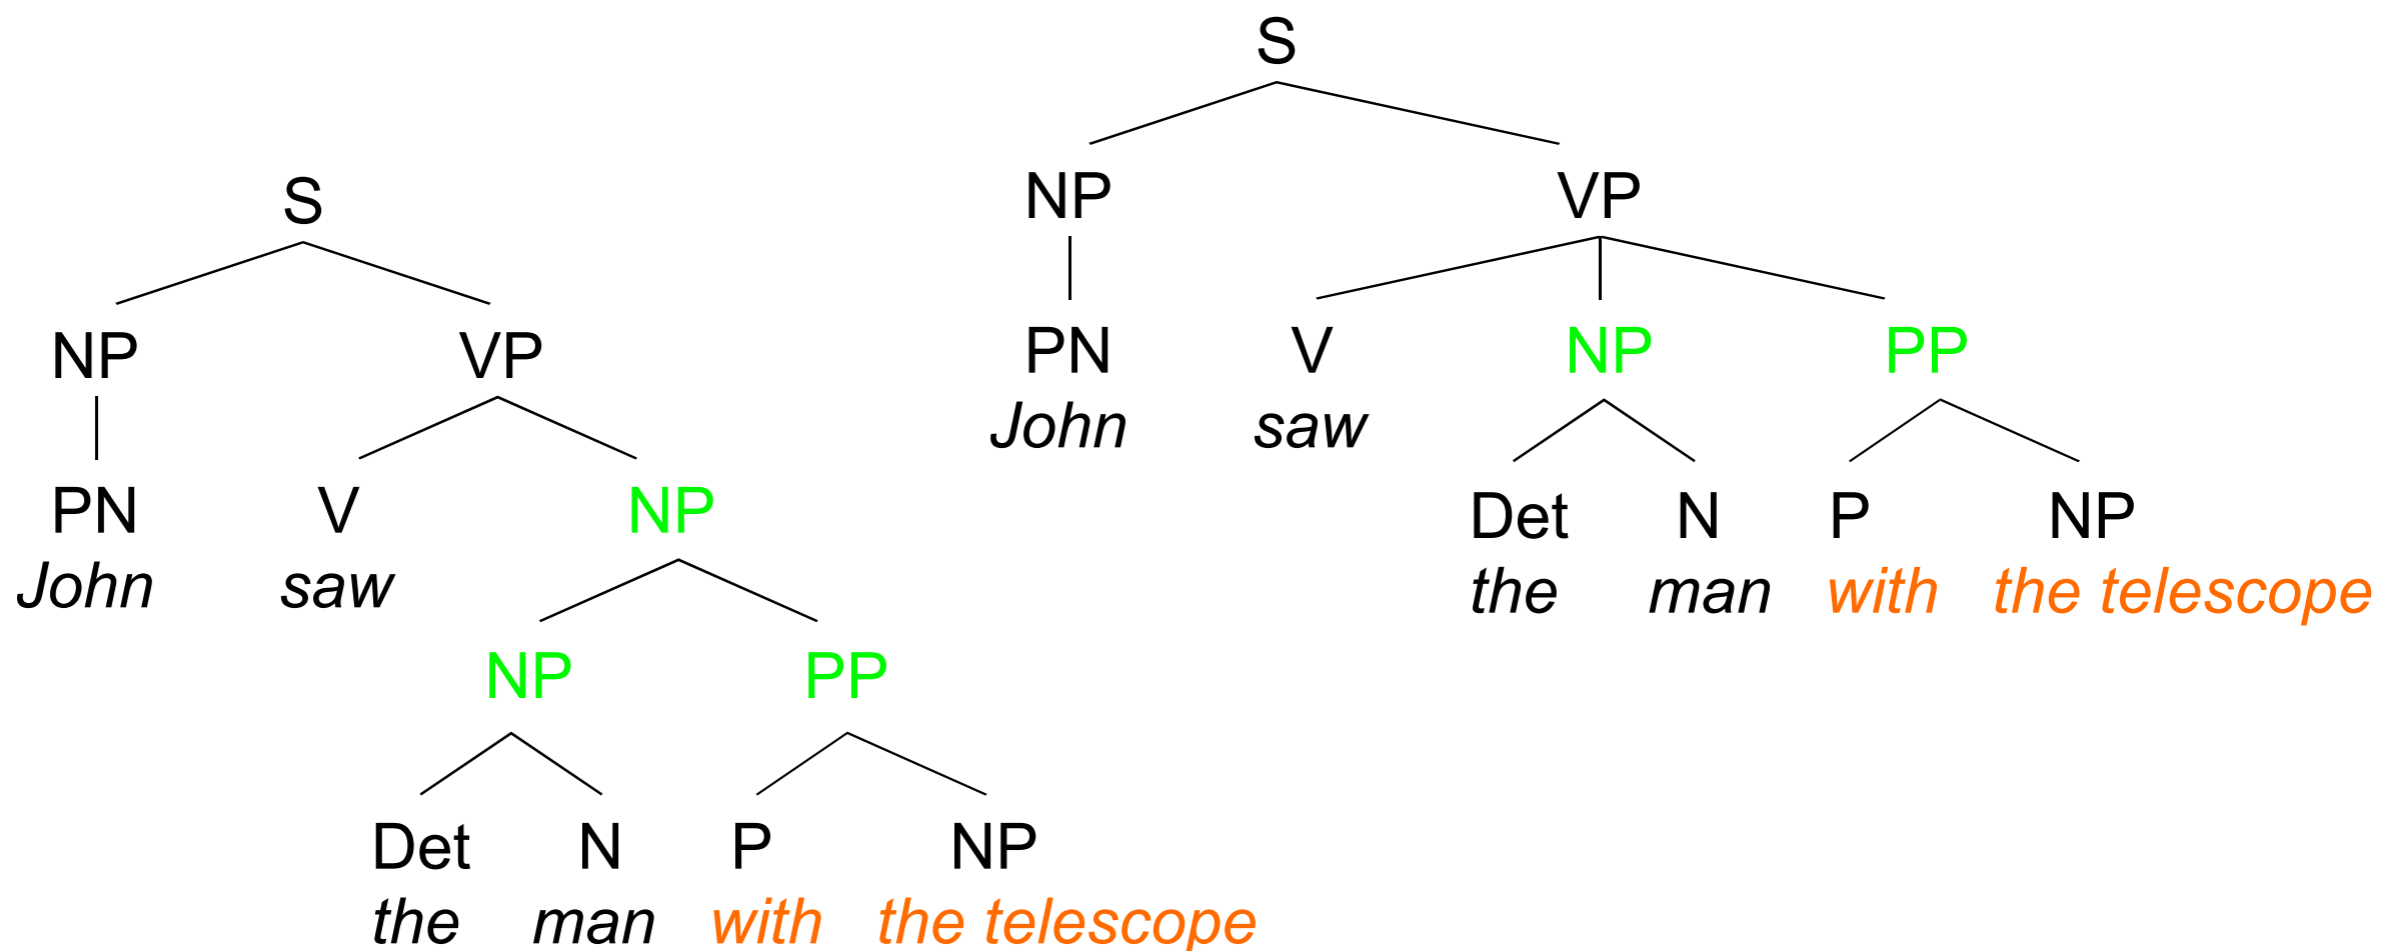 S
NP VP
PN V NP
John saw
NP PP
Det N P NP
the man with the telescope
S
NP VP
PN V NP PP
John saw
Det N P NP
the man with the telescope